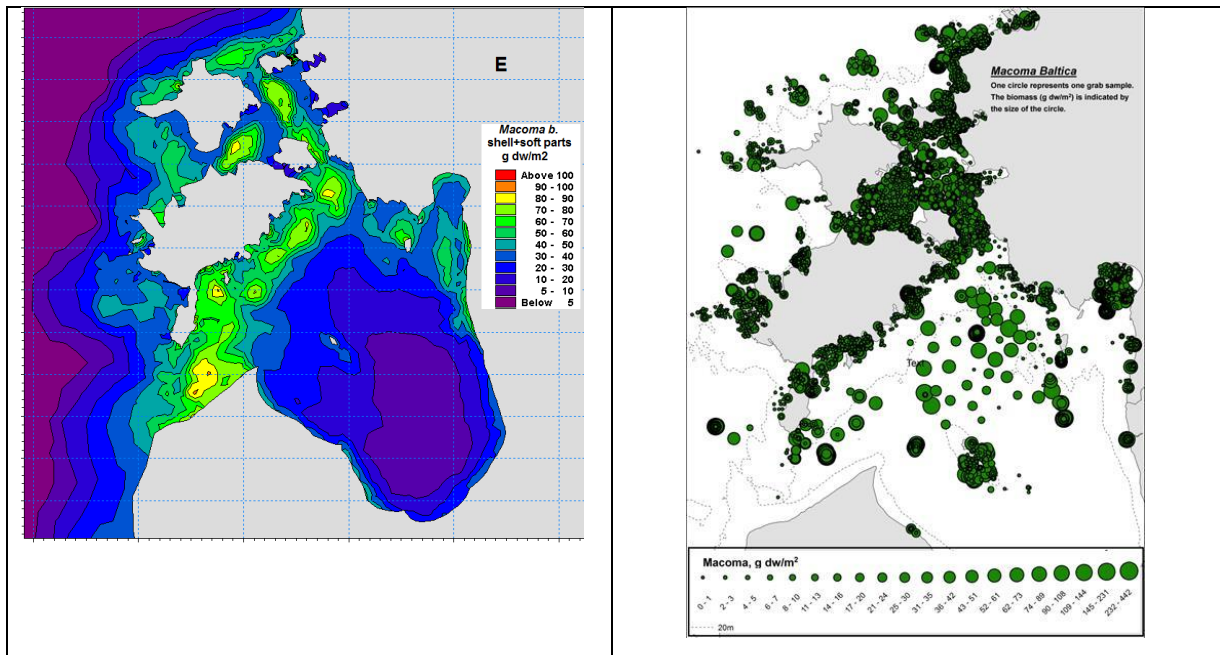 E
Macoma b.
shell+soft parts
g dw/m2
Above 100
90 - 100
80 - 90
70 - 80
60 - 70
50 - 60
40 - 50
30 - 40
20 - 30
10 - 20
5 - 10
Below 5
Macoma Baltica
One circle represents one grab sample.
The biomass (g dw/m²) is indicated by
the size of the circle.
Text
Macoma, g dw/m²
0 - 1
2 - 3
4 - 5
6 - 7
8 - 10
11 - 13
14 - 16
17 - 20
21 - 24
25 - 30
31 - 35
36 - 42
43 - 51
52 - 61
62 - 73
74 - 89
90 - 108
109 - 144
145 - 231
232 - 442
20m